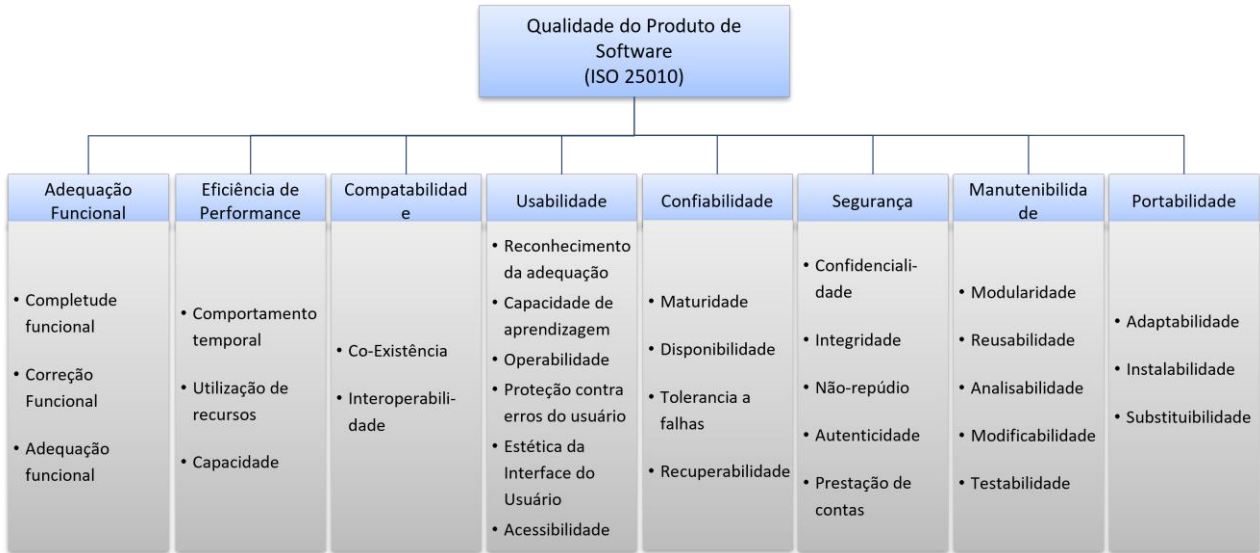 Qualidade do Produto de
Software
(ISO 25010)
Adequação
Funcional
• Completude
funcional
• Correção
Funcional
• Adequação
funcional
Eficiência de
Performance
• Comportamento
temporal
• Utilização de
recursos
• Capacidade
Compatabilidad
e
• Co-Existência
• Interoperabili-
dade
Usabilidade
• Reconhecimento
da adequação
• Capacidade de
aprendizagem
• Operabilidade
• Proteção contra
erros do usuário
• Estética da
Interface do
Usuário
• Acessibilidade
Confiabilidade
• Maturidade
• Disponibilidade
• Tolerancia a
falhas
• Recuperabilidade
Segurança
• Confidenciali-
dade
• Integridade
• Não-repúdio
• Autenticidade
• Prestação de
contas
Manutenibilida
de
• Modularidade
• Reusabilidade
• Analisabilidade
• Modificabilidade
• Testabilidade
Portabilidade
• Adaptabilidade
• Instalabilidade
• Substituibilidade